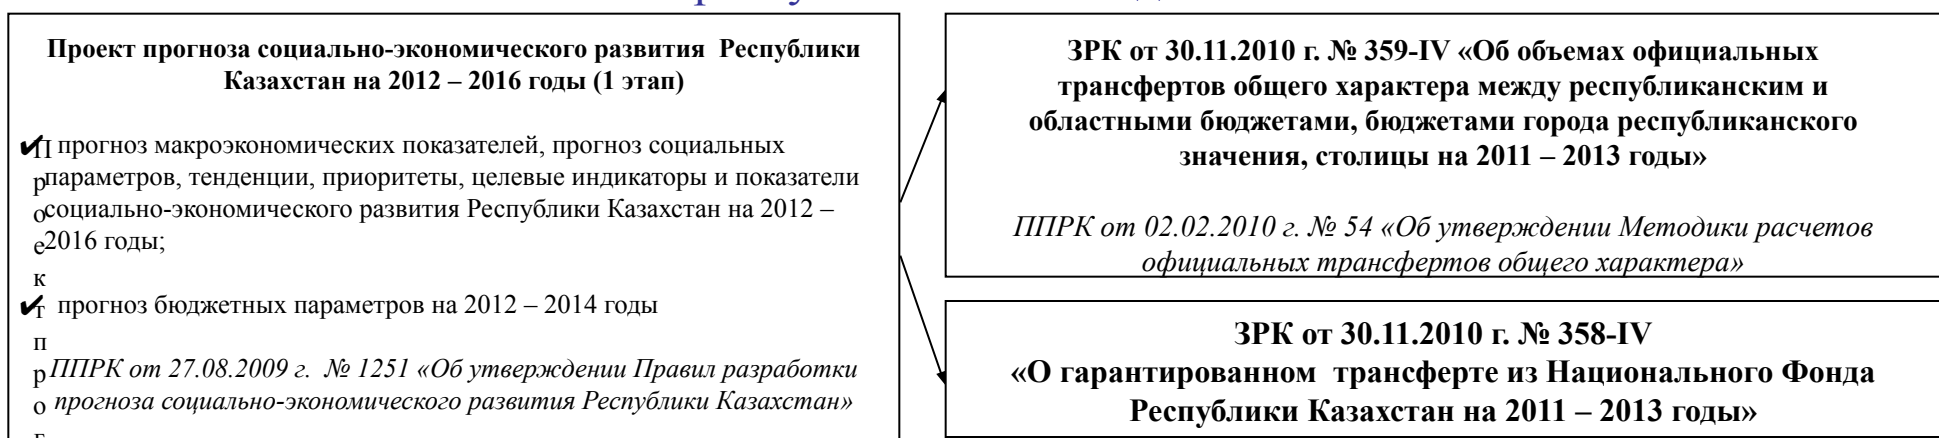 Проект прогноза социально-экономического развития Республики
Казахстан на 2012 – 2016 годы (1 этап)
прогноз макроэкономических показателей, прогноз социальных
параметров, тенденции, приоритеты, целевые индикаторы и показатели
социально-экономического развития Республики Казахстан на 2012 –
2016 годы;
прогноз бюджетных параметров на 2012 – 2014 годы
ППРК от 27.08.2009 г. № 1251 «Об утверждении Правил разработки
прогноза социально-экономического развития Республики Казахстан»
П
р
о
е
к
т
п
р
о
г
ЗРК от 30.11.2010 г. № 359-IV «Об объемах официальных
трансфертов общего характера между республиканским и
областными бюджетами, бюджетами города республиканского
значения, столицы на 2011 – 2013 годы»
ППРК от 02.02.2010 г. № 54 «Об утверждении Методики расчетов
официальных трансфертов общего характера»
ЗРК от 30.11.2010 г. № 358-IV
«О гарантированном трансферте из Национального Фонда
Республики Казахстан на 2011 – 2013 годы»